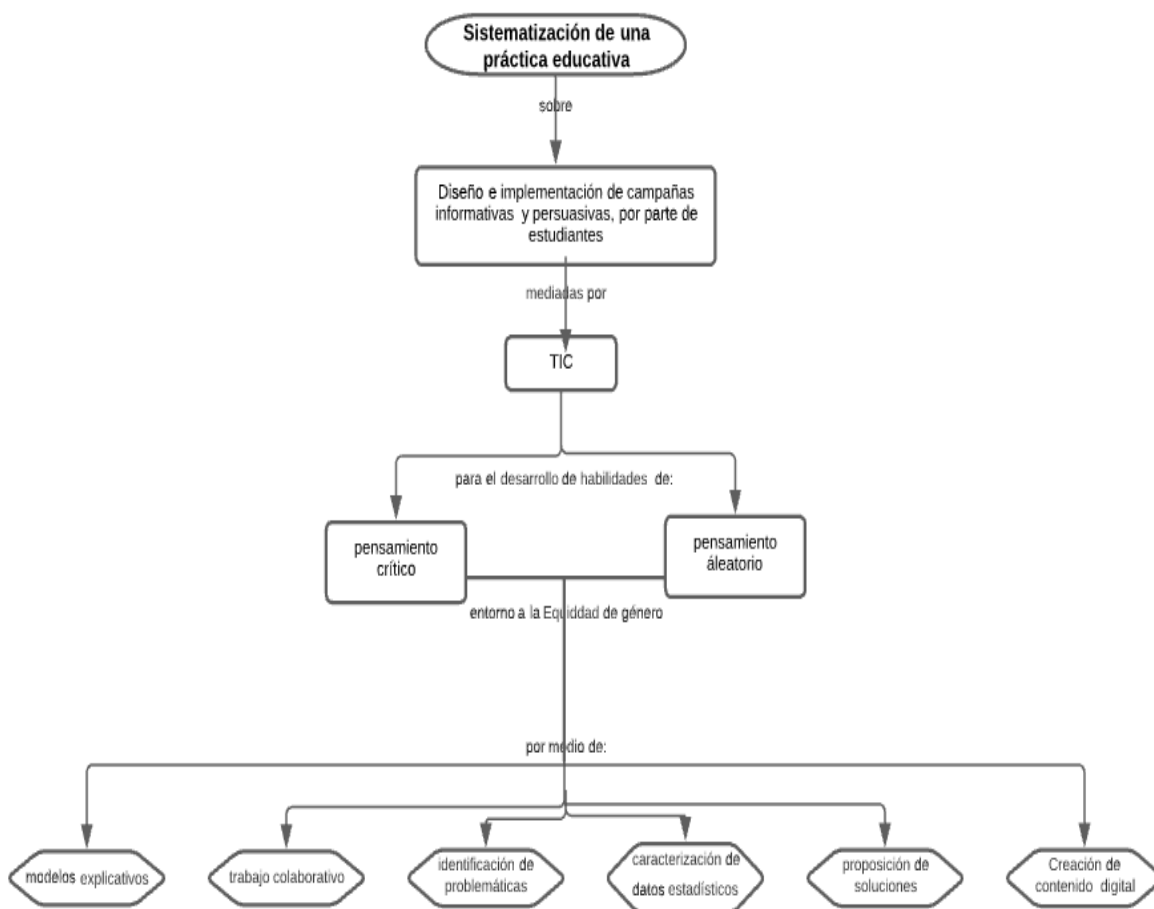 Sistematización de una
práctica educativa
sobre
Diseño e implementación de campañas
informativas y persuasivas, por parte de
estudiantes
mediadas por
TIC
para el desarrollo de habilidades de:
pensamiento
crítico
pensamiento
áleatorio
entorno a la Equiddad de género
por medio de:
modelos explicativos
trabajo colaborativo
identificación de
problemáticas
caracterización de
datos estadísticos
proposición de
soluciones
Creación de
contenido digital